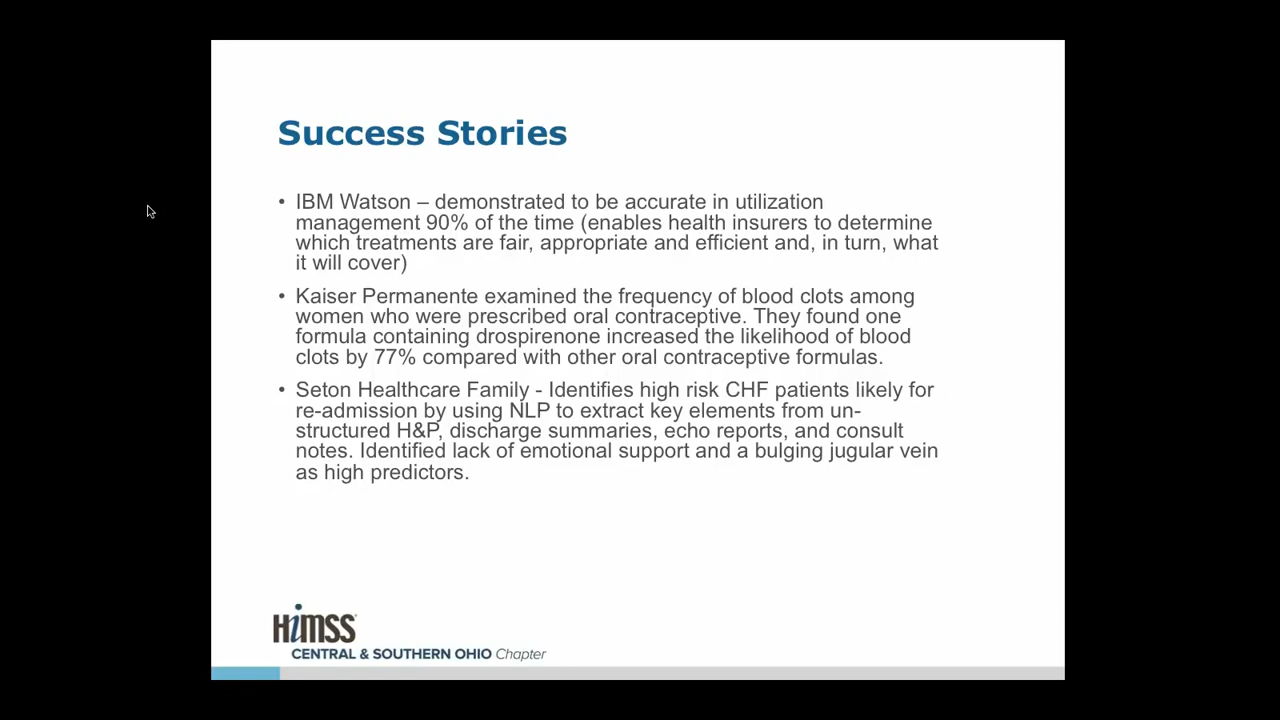 Success Stories
• IBM Watson – demonstrated to be accurate in utilization
management 90% of the time (enables health insurers to determine
which treatments are fair, appropriate and efficient and, in turn, what
it will cover)
• Kaiser Permanente examined the frequency of blood clots among
women who were prescribed oral contraceptive. They found one
formula containing drospirenone increased the likelihood of blood
clots by 77% compared with other oral contraceptive formulas.
• Seton Healthcare Family - Identifies high risk CHF patients likely for
re-admission by using NLP to extract key elements from un-
structured H&P, discharge summaries, echo reports, and consult
notes. Identified lack of emotional support and a bulging jugular vein
as high predictors.
HiMSS
CENTRAL & SOUTHERN OHIO Chapter